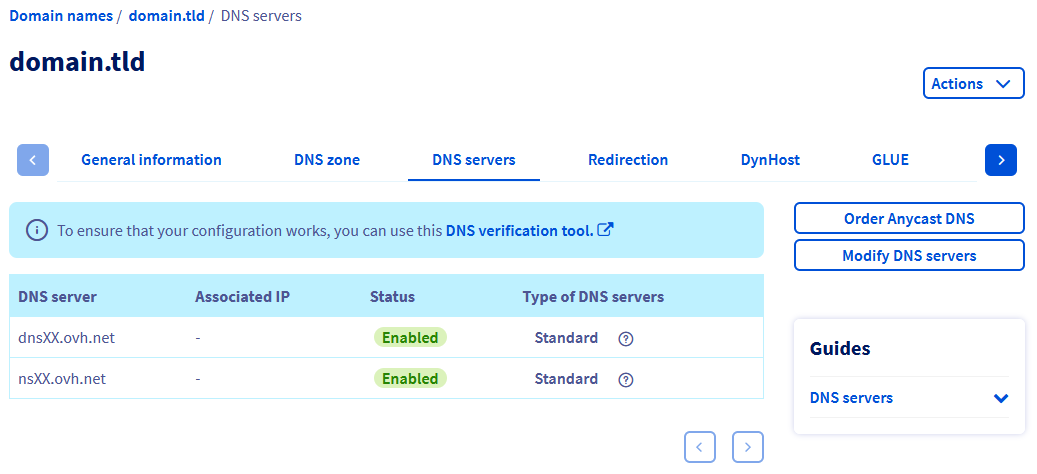 Domain names / domain.tld / DNS servers
domain.tld
Actions
General information DNS zone DNS servers Redirection DynHost GLUE
To ensure that your configuration works, you can use this DNS verification tool.
Order Anycast DNS
Modify DNS servers
DNS server Associated IP Status Type of DNS servers
dnsXX.ovh.net - Enabled Standard ?
nsXX.ovh.net - Enabled Standard ?
Guides
DNS servers